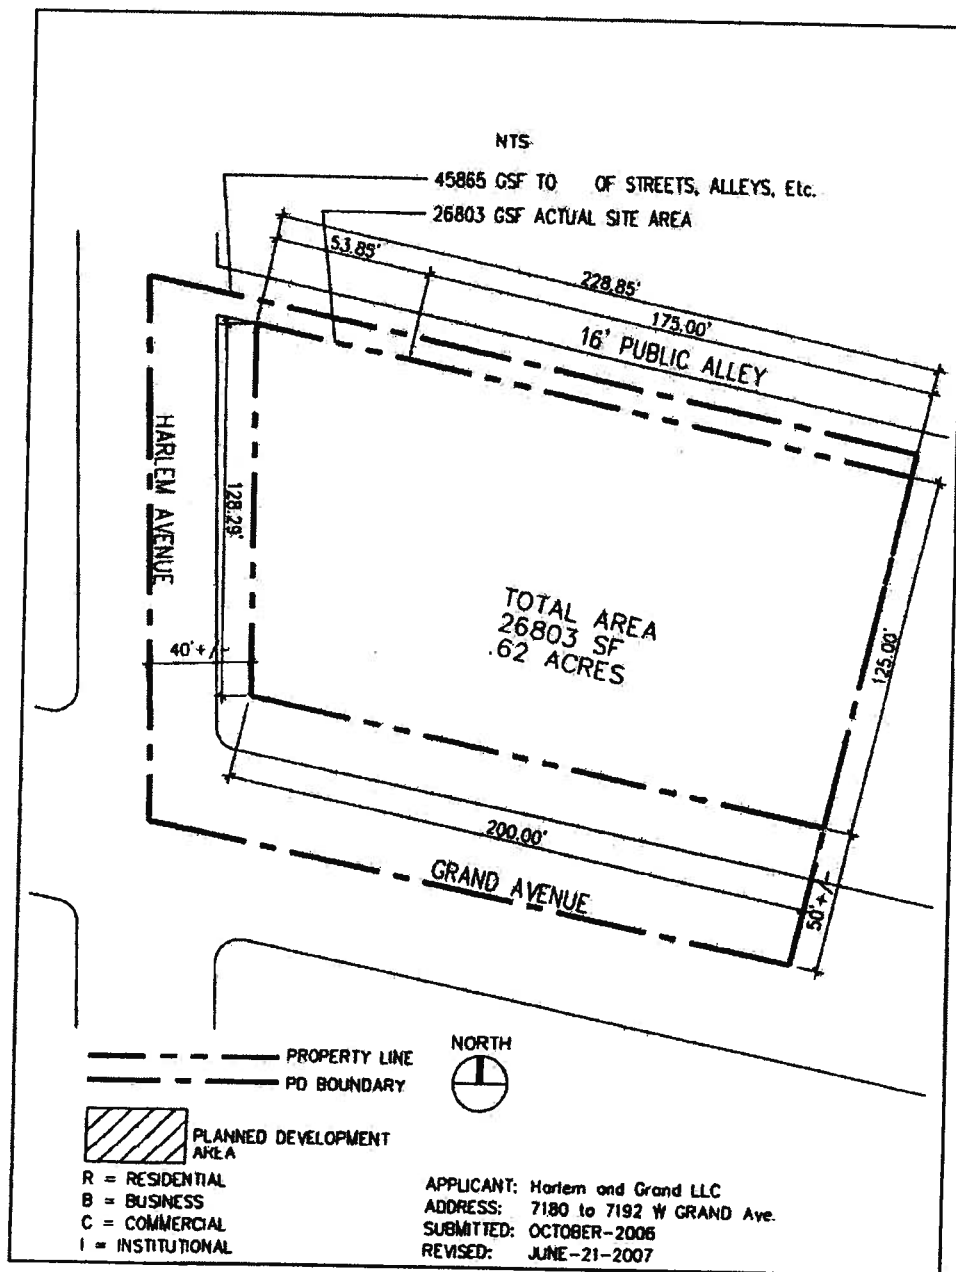 NTS
45865 GSF TO OF STREETS, ALLEYS, Etc.
26803 GSF ACTUAL SITE AREA
53.85'
228.85'
175.00'
16' PUBLIC ALLEY
HARLEM AVENUE
128.29'
TOTAL AREA
26803 SF
.62 ACRES
125.00'
40'+/-
200.00'
GRAND AVENUE
50'+/-
PROPERTY LINE
PD BOUNDARY
NORTH
PLANNED DEVELOPMENT
AREA
R = RESIDENTIAL
B = BUSINESS
C = COMMERCIAL
I = INSTITUTIONAL
APPLICANT: Harlem and Grand LLC
ADDRESS: 7180 to 7192 W GRAND Ave.
SUBMITTED: OCTOBER-2006
REVISED: JUNE-21-2007